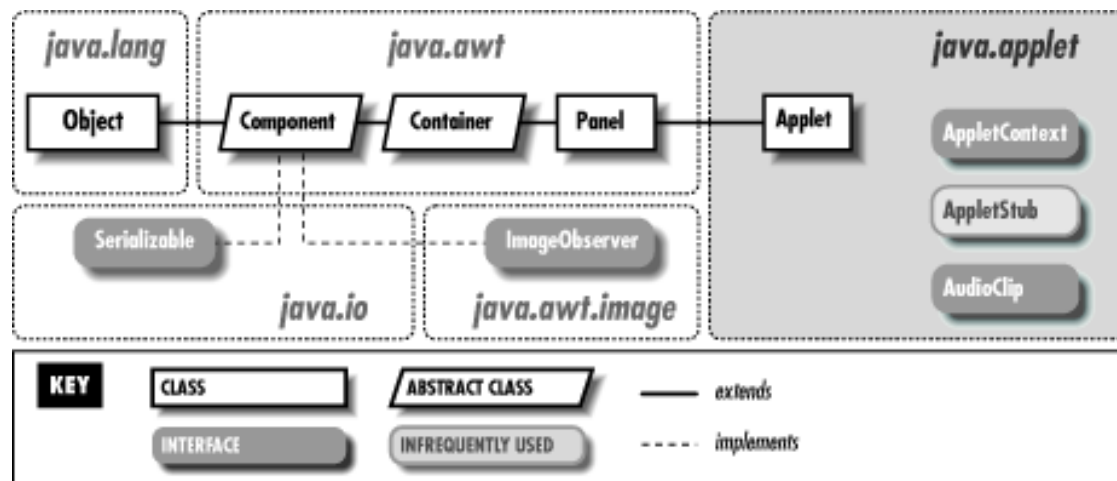 java.lang
java.awt
java.applet
Object
Component
Container
Panel
Applet
AppletContext
AppletStub
AudioClip
Serializable
ImageObserver
java.io
java.awt.image
KEY
CLASS
ABSTRACT CLASS
extends
INTERFACE
INFREQUENTLY USED
implements